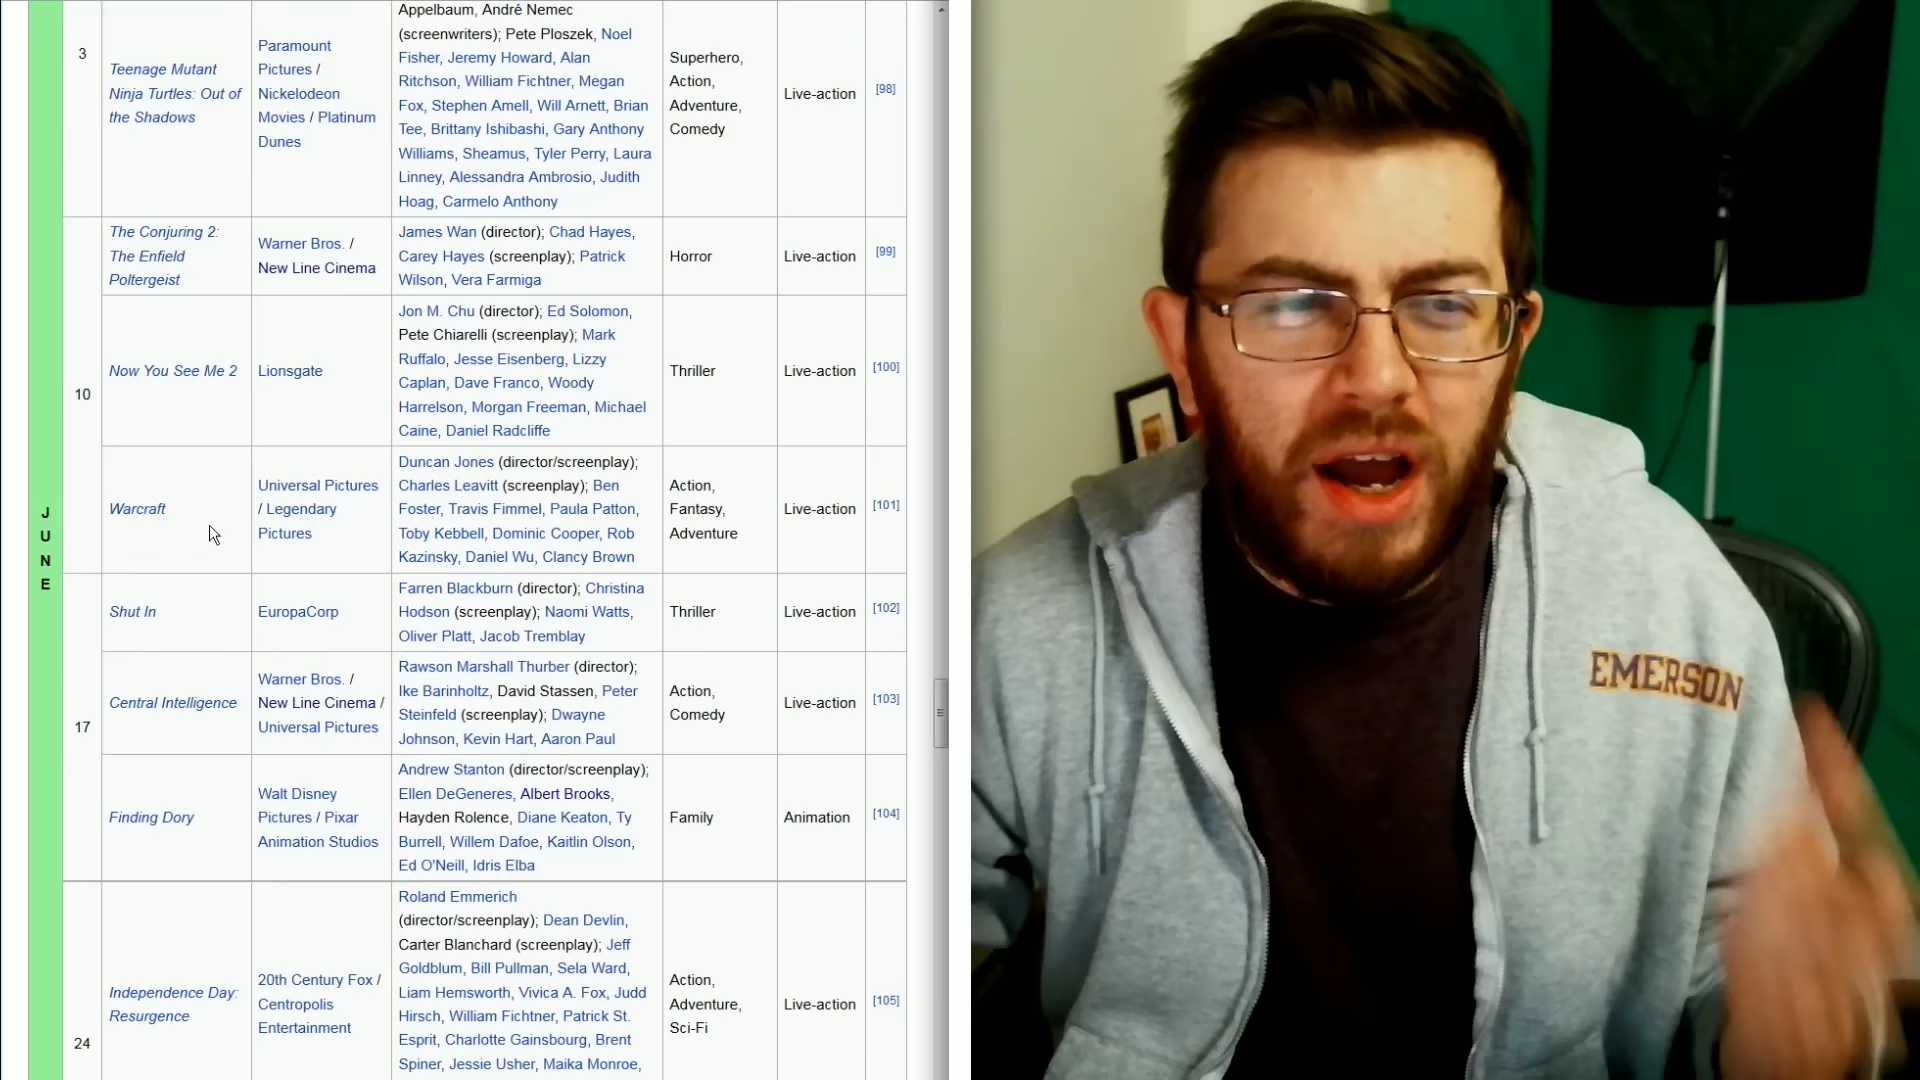 J
U
N
E
3
Teenage Mutant
Ninja Turtles: Out of
the Shadows
Paramount
Pictures /
Nickelodeon
Movies / Platinum
Dunes
Appelbaum, André Nemec
(screenwriters); Pete Ploszek, Noel
Fisher, Jeremy Howard, Alan
Ritchson, William Fichtner, Megan
Fox, Stephen Amell, Will Arnett, Brian
Tee, Brittany Ishibashi, Gary Anthony
Williams, Sheamus, Tyler Perry, Laura
Linney, Alessandra Ambrosio, Judith
Hoag, Carmelo Anthony
Superhero,
Action,
Adventure,
Comedy
Live-action
[98]
10
The Conjuring 2:
The Enfield
Poltergeist
Warner Bros. /
New Line Cinema
James Wan (director); Chad Hayes,
Carey Hayes (screenplay); Patrick
Wilson, Vera Farmiga
Horror
Live-action
[99]
Now You See Me 2
Lionsgate
Jon M. Chu (director); Ed Solomon,
Pete Chiarelli (screenplay); Mark
Ruffalo, Jesse Eisenberg, Lizzy
Caplan, Dave Franco, Woody
Harrelson, Morgan Freeman, Michael
Caine, Daniel Radcliffe
Thriller
Live-action
[100]
Warcraft
Universal Pictures
/ Legendary
Pictures
Duncan Jones (director/screenplay);
Charles Leavitt (screenplay); Ben
Foster, Travis Fimmel, Paula Patton,
Toby Kebbell, Dominic Cooper, Rob
Kazinsky, Daniel Wu, Clancy Brown
Action,
Fantasy,
Adventure
Live-action
[101]
17
Shut In
EuropaCorp
Farren Blackburn (director); Christina
Hodson (screenplay); Naomi Watts,
Oliver Platt, Jacob Tremblay
Thriller
Live-action
[102]
Central Intelligence
Warner Bros. /
New Line Cinema /
Universal Pictures
Rawson Marshall Thurber (director);
Ike Barinholtz, David Stassen, Peter
Steinfeld (screenplay); Dwayne
Johnson, Kevin Hart, Aaron Paul
Action,
Comedy
Live-action
[103]
Finding Dory
Walt Disney
Pictures / Pixar
Animation Studios
Andrew Stanton (director/screenplay);
Ellen DeGeneres, Albert Brooks,
Hayden Rolence, Diane Keaton, Ty
Burrell, Willem Dafoe, Kaitlin Olson,
Ed O'Neill, Idris Elba
Family
Animation
[104]
24
Independence Day:
Resurgence
20th Century Fox /
Centropolis
Entertainment
Roland Emmerich
(director/screenplay); Dean Devlin,
Carter Blanchard (screenplay); Jeff
Goldblum, Bill Pullman, Sela Ward,
Liam Hemsworth, Vivica A. Fox, Judd
Hirsch, William Fichtner, Patrick St.
Esprit, Charlotte Gainsbourg, Brent
Spiner, Jessie Usher, Maika Monroe,
Action,
Adventure,
Sci-Fi
Live-action
[105]
EMERSON